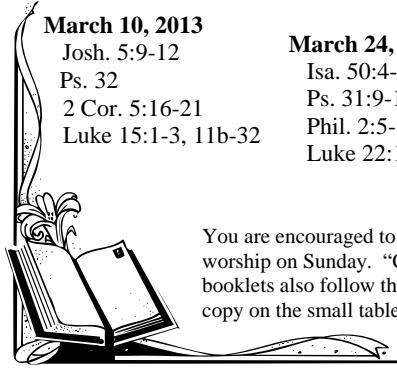 March 10, 2013
Josh. 5:9-12
Ps. 32
2 Cor. 5:16-21
Luke 15:1-3, 11b-32
March 24,
Isa. 50:4-
Ps. 31:9-1
Phil. 2:5-
Luke 22:1
You are encouraged to
worship on Sunday. “C
booklets also follow th
copy on the small table